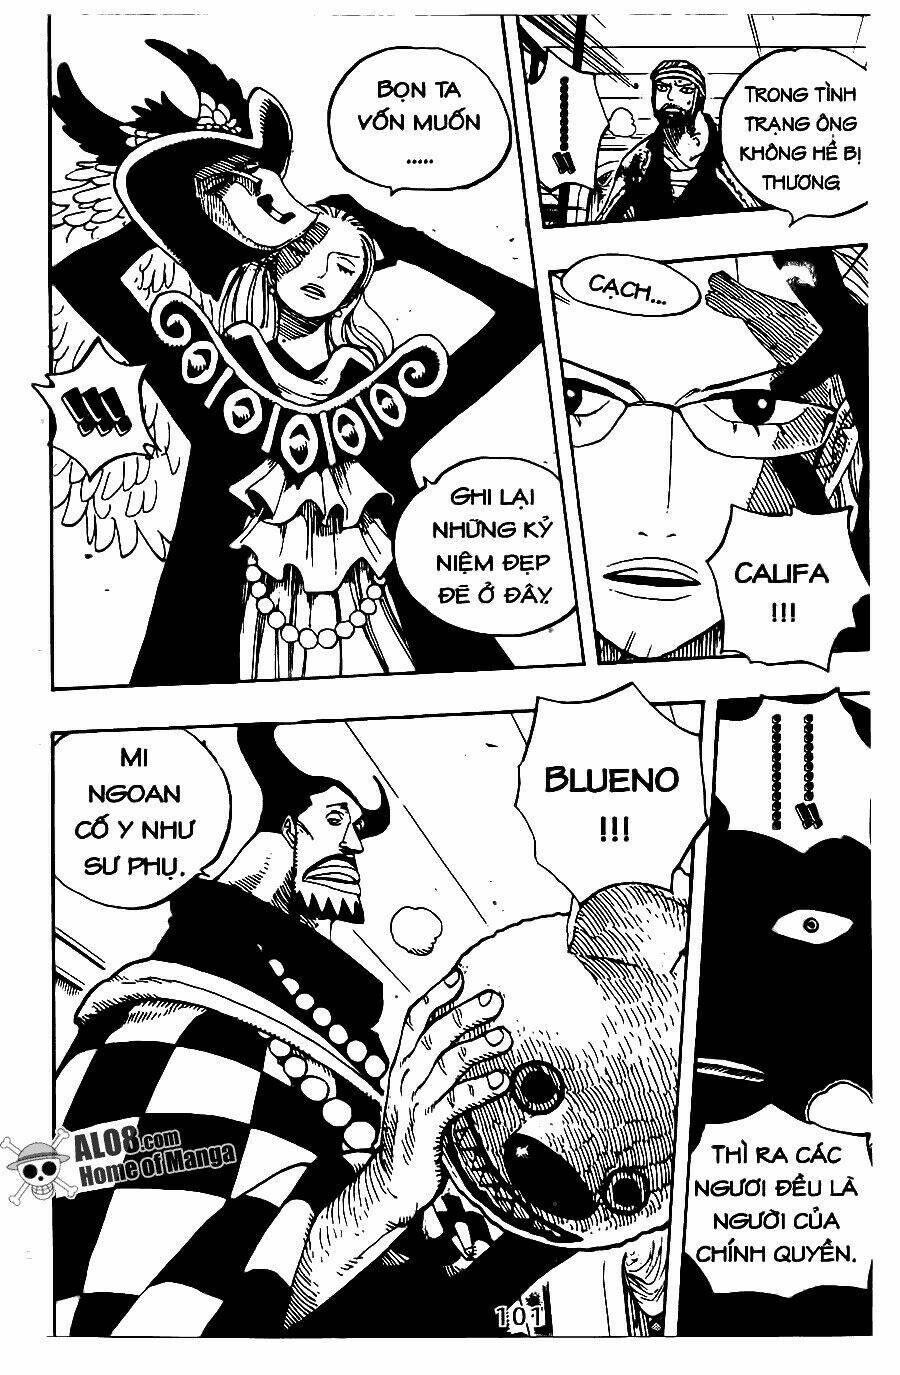 BỌN TA
VỐN MUỐN
.....
TRONG TÌNH
TRẠNG ÔNG
KHÔNG HỀ BỊ
THƯƠNG
CẠCH...
GHI LẠI
NHỮNG KỶ
NIỆM ĐẸP
ĐẼ Ở ĐÂY.
CALIFA
!!!
!!!
MI
NGOAN
CỐ Y NHƯ
SƯ PHỤ.
BLUENO
!!!
THÌ RA CÁC
NGƯƠI ĐỀU LÀ
NGƯỜI CỦA
CHÍNH QUYỀN.
ALO8.com
Home of Manga
101